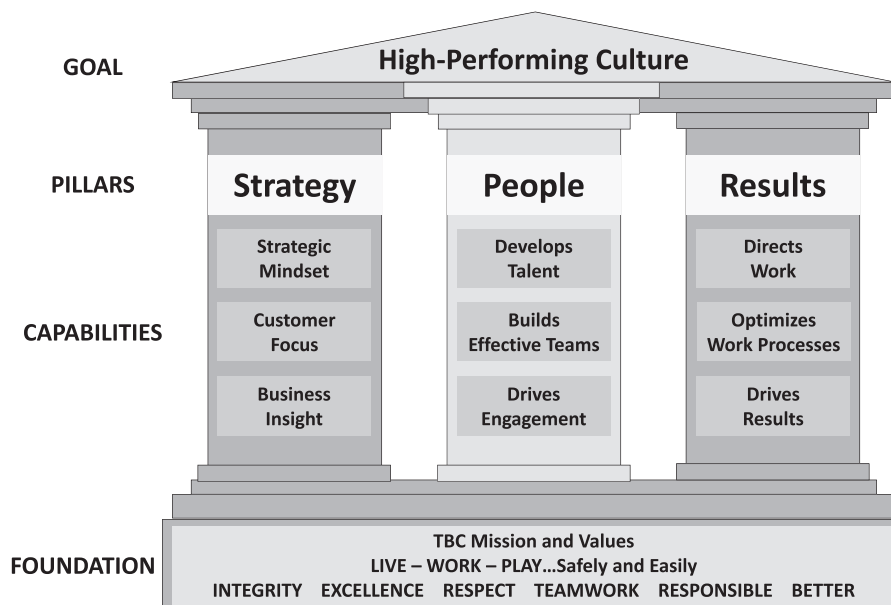 GOAL
High-Performing Culture
PILLARS
Strategy
People
Results
CAPABILITIES
Strategic
Mindset
Customer
Focus
Business
Insight
Develops
Talent
Builds
Effective Teams
Drives
Engagement
Directs
Work
Optimizes
Work Processes
Drives
Results
FOUNDATION
TBC Mission and Values
LIVE – WORK – PLAY...Safely and Easily
INTEGRITY EXCELLENCE RESPECT TEAMWORK RESPONSIBLE BETTER